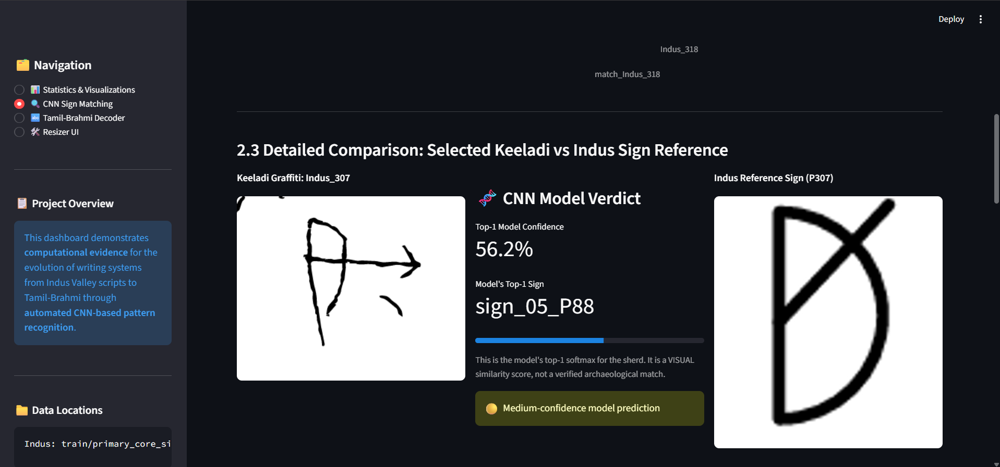 Deploy
Navigation
Statistics & Visualizations
CNN Sign Matching
Tamil-Brahmi Decoder
Resizer UI
Project Overview
This dashboard demonstrates
computational evidence for the
evolution of writing systems
from Indus Valley scripts to
Tamil-Brahmi through
automated CNN-based pattern
recognition.
Data Locations
Indus: train/primary_core_si
Indus_318
match_Indus_318
2.3 Detailed Comparison: Selected Keeladi vs Indus Sign Reference
Keeladi Graffiti: Indus_307
CNN Model Verdict
Top-1 Model Confidence
56.2%
Model's Top-1 Sign
sign_05_P88
This is the model's top-1 softmax for the sherd. It is a VISUAL
similarity score, not a verified archaeological match.
Medium-confidence model prediction
Indus Reference Sign (P307)